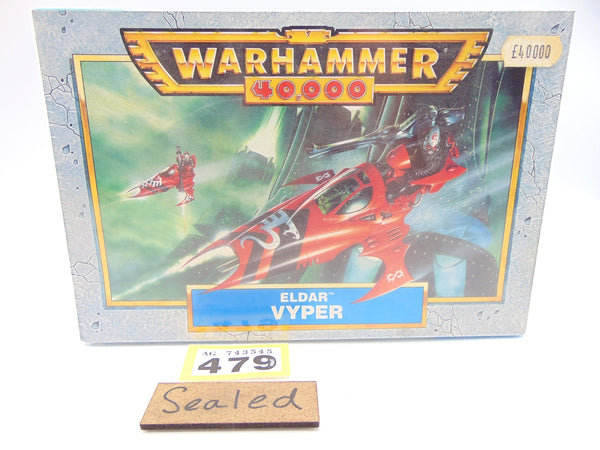 WARHAMMER
40,000
£40000
ELDAR™
VYPER
AG 743545
479
Sealed